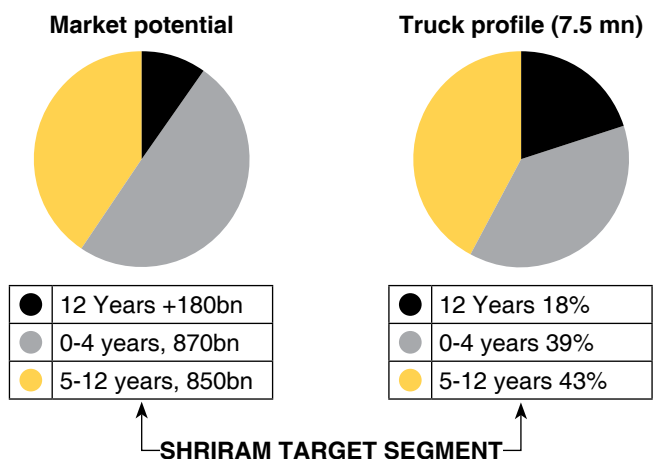 Market potential
12 Years +180bn
0-4 years, 870bn
5-12 years, 850bn
Truck profile (7.5 mn)
12 Years 18%
0-4 years 39%
5-12 years 43%
SHRIRAM TARGET SEGMENT